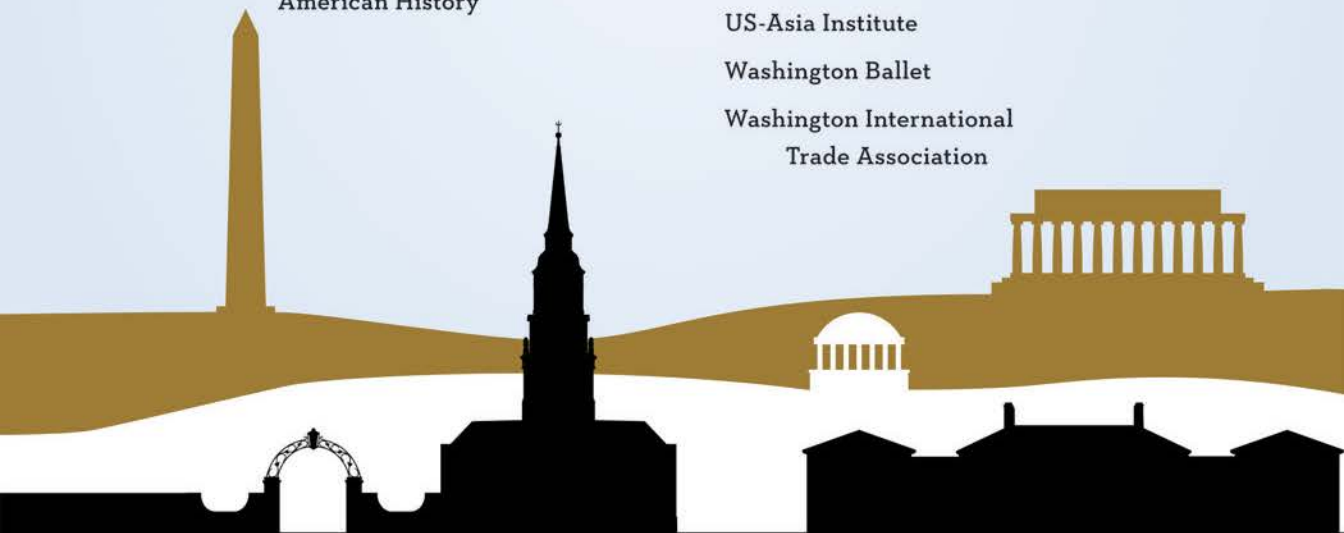 American History
US-Asia Institute
Washington Ballet
Washington International
Trade Association